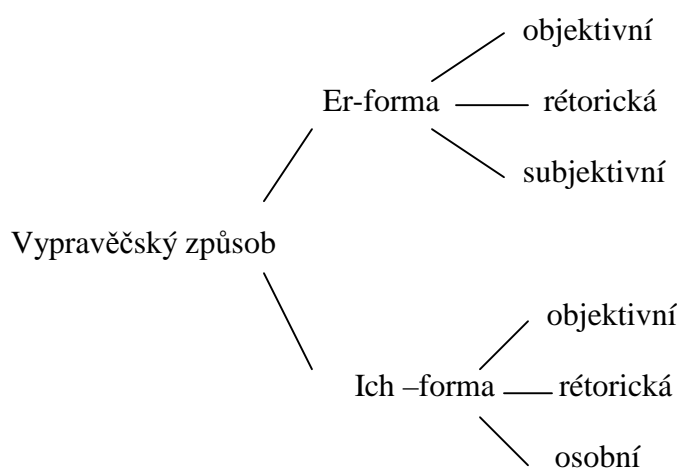 objektivní
Er-forma rétorická
subjektivní
Vypravěčský způsob
objektivní
Ich –forma rétorická
osobní